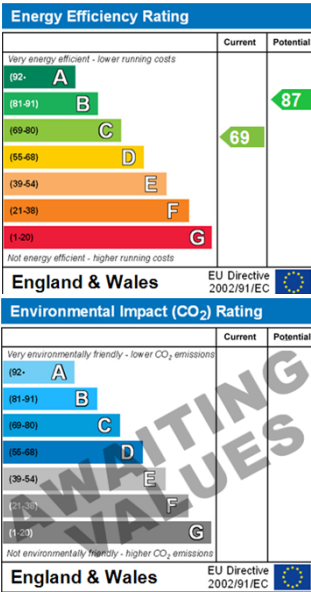 Energy Efficiency Rating
Current Potential
Very energy efficient - lower running costs
(92- A
(81-91) B
87
(69-80) C
69
(55-68) D
(39-54) E
(21-38) F
(1-20) G
Not energy efficient - higher running costs
England & Wales
EU Directive
2002/91/EC
Environmental Impact (CO2) Rating
Current Potential
Very environmentally friendly - lower CO2 emissions
(92- A
(81-91) B
(69-80) C
(55-68) D
(39-54) E
(21-38) F
(1-20) G
AWAITING
VALUES
Not environmentally friendly - higher CO2 emissions
England & Wales
EU Directive
2002/91/EC